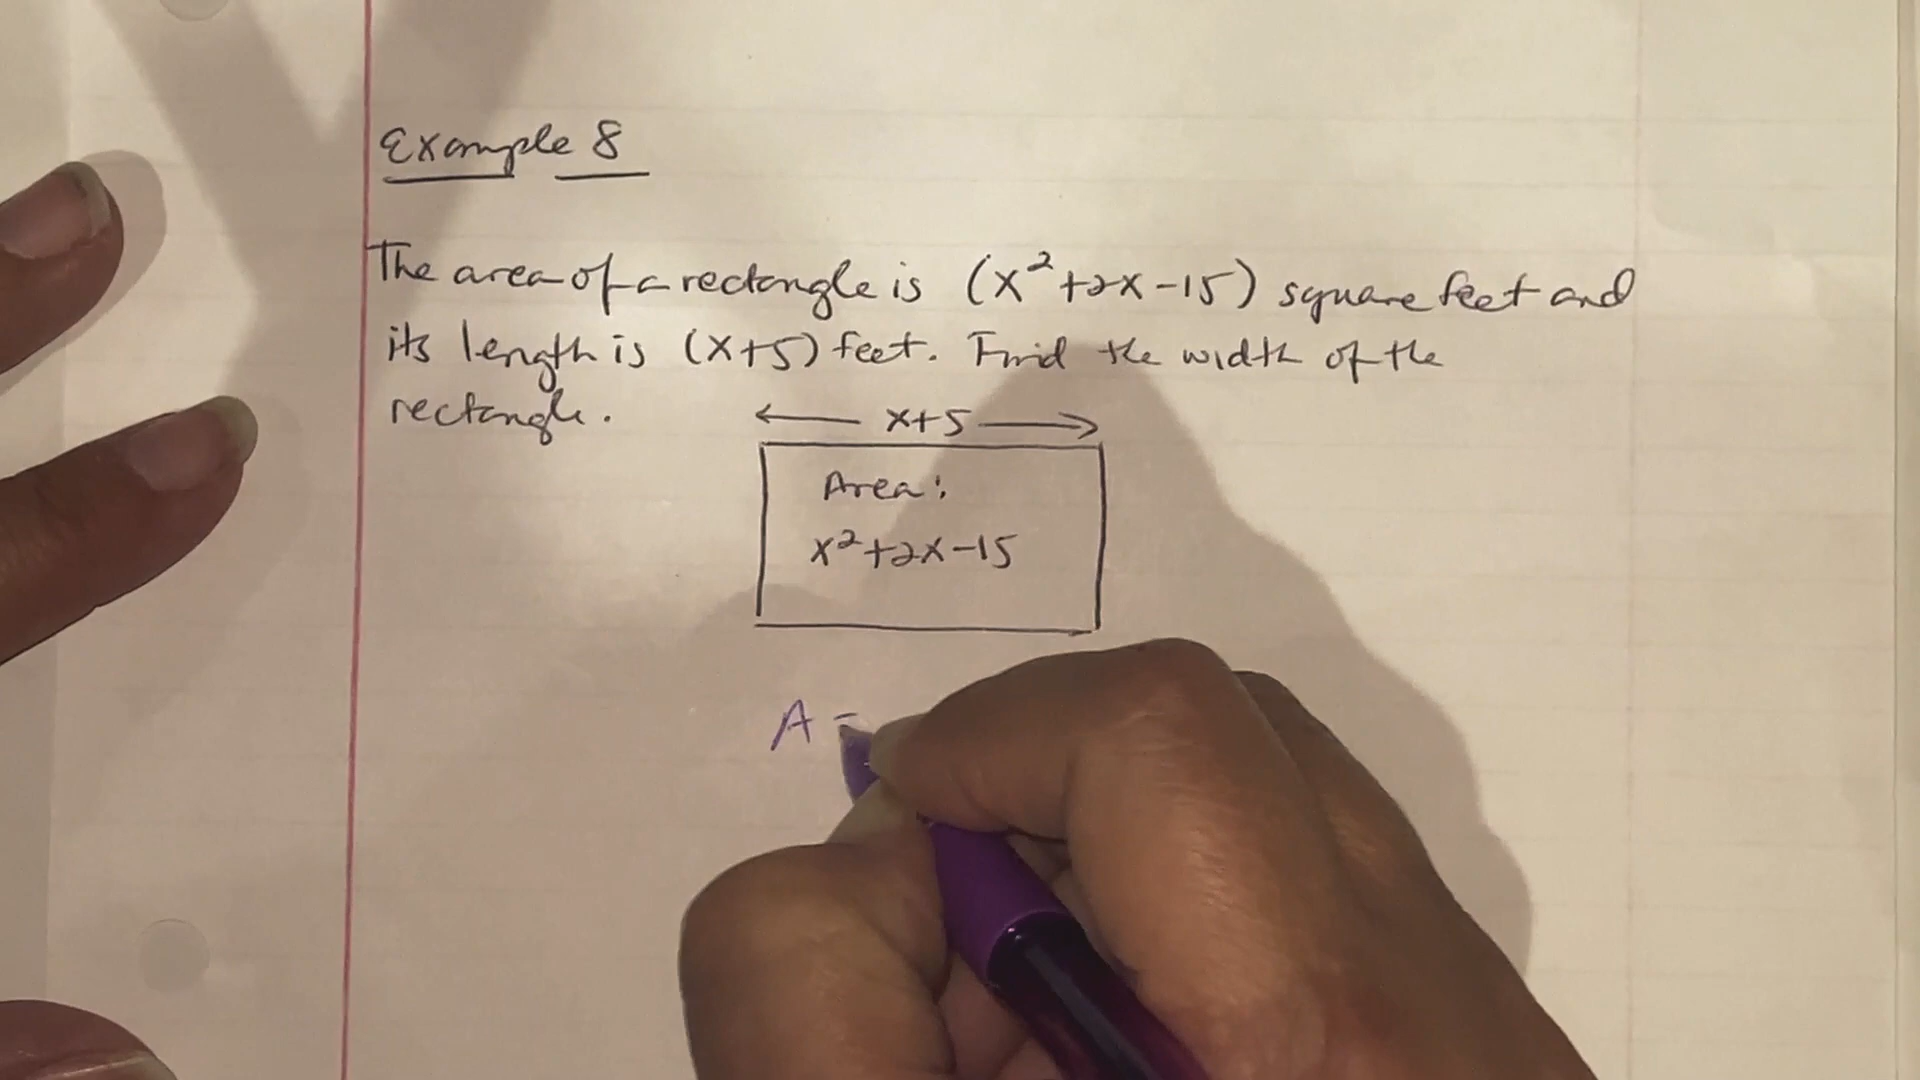 Example 8
The area of a rectangle is (x²+2x-15) square feet and
its length is (x+5) feet. Find the width of the
rectangle.
x+5
Area:
x²+2x-15
A =